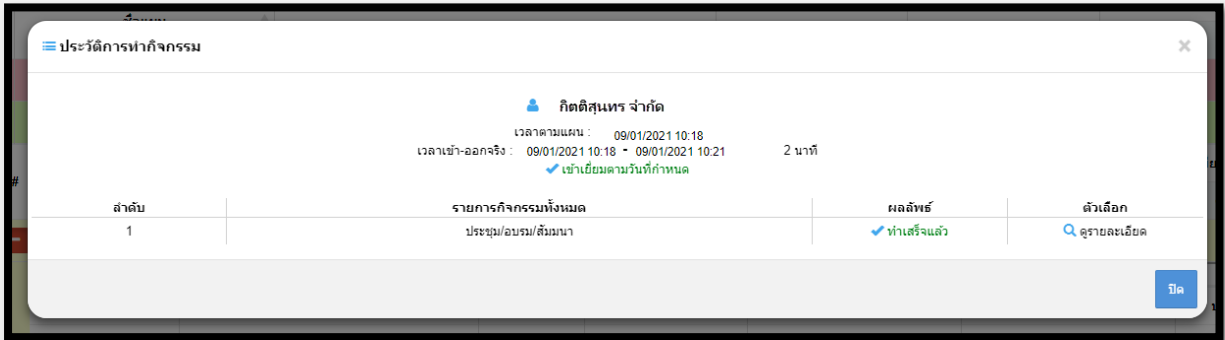 ชื่อแผน
ประวัติการทำกิจกรรม ×
กิตติสุนทร จำกัด
เวลาตามแผน : 09/01/2021 10:18
เวลาเข้า-ออกจริง : 09/01/2021 10:18 - 09/01/2021 10:21 2 นาที
เข้าเยี่ยมตามวันที่กำหนด
#
ลำดับ รายการกิจกรรมทั้งหมด ผลลัพธ์ ตัวเลือก
1 ประชุม/อบรม/สัมมนา ทำเสร็จแล้ว ดูรายละเอียด
ปิด